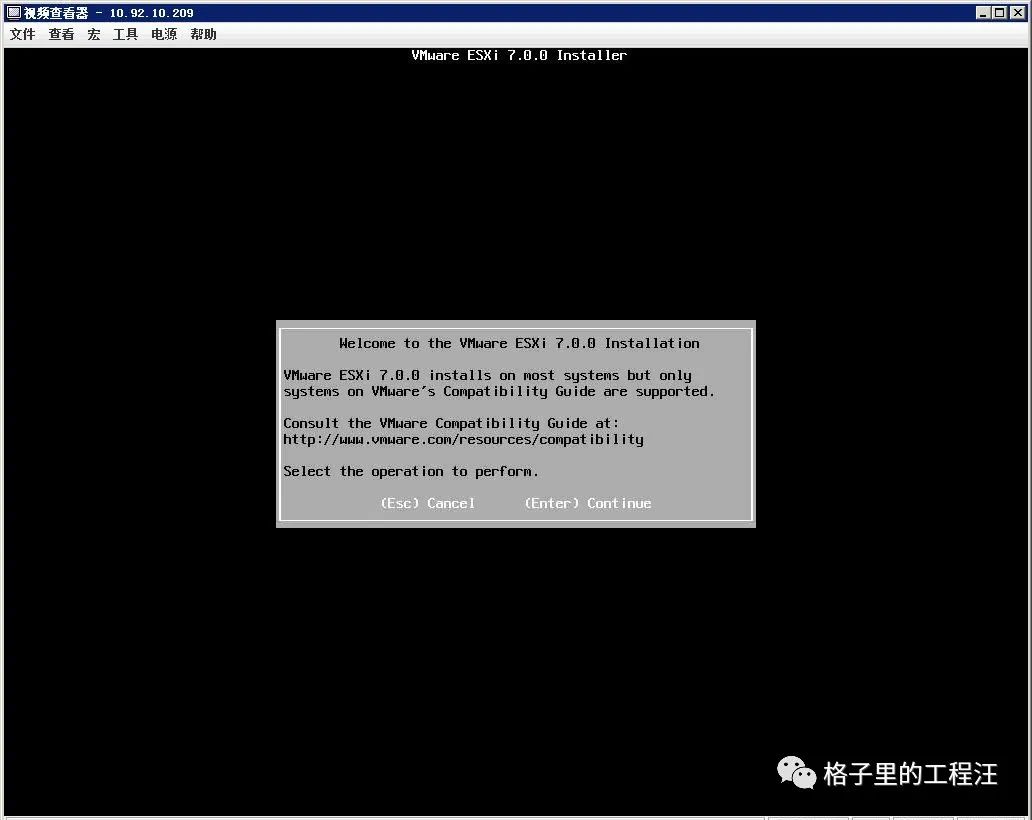 视频查看器 - 10.92.10.209
文件 查看 宏 工具 电源 帮助
VMware ESXi 7.0.0 Installer
Welcome to the VMware ESXi 7.0.0 Installation
VMware ESXi 7.0.0 installs on most systems but only
systems on VMware's Compatibility Guide are supported.
Consult the VMware Compatibility Guide at:
http://www.vmware.com/resources/compatibility
Select the operation to perform.
(Esc) Cancel (Enter) Continue
格子里的工程汪